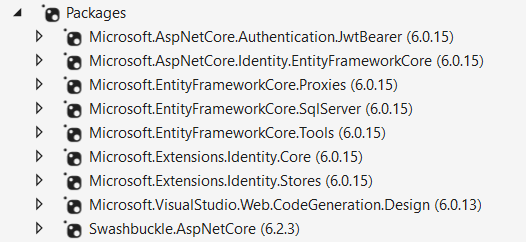 Packages
Microsoft.AspNetCore.Authentication.JwtBearer (6.0.15)
Microsoft.AspNetCore.Identity.EntityFrameworkCore (6.0.15)
Microsoft.EntityFrameworkCore.Proxies (6.0.15)
Microsoft.EntityFrameworkCore.SqlServer (6.0.15)
Microsoft.EntityFrameworkCore.Tools (6.0.15)
Microsoft.Extensions.Identity.Core (6.0.15)
Microsoft.Extensions.Identity.Stores (6.0.15)
Microsoft.VisualStudio.Web.CodeGeneration.Design (6.0.13)
Swashbuckle.AspNetCore (6.2.3)